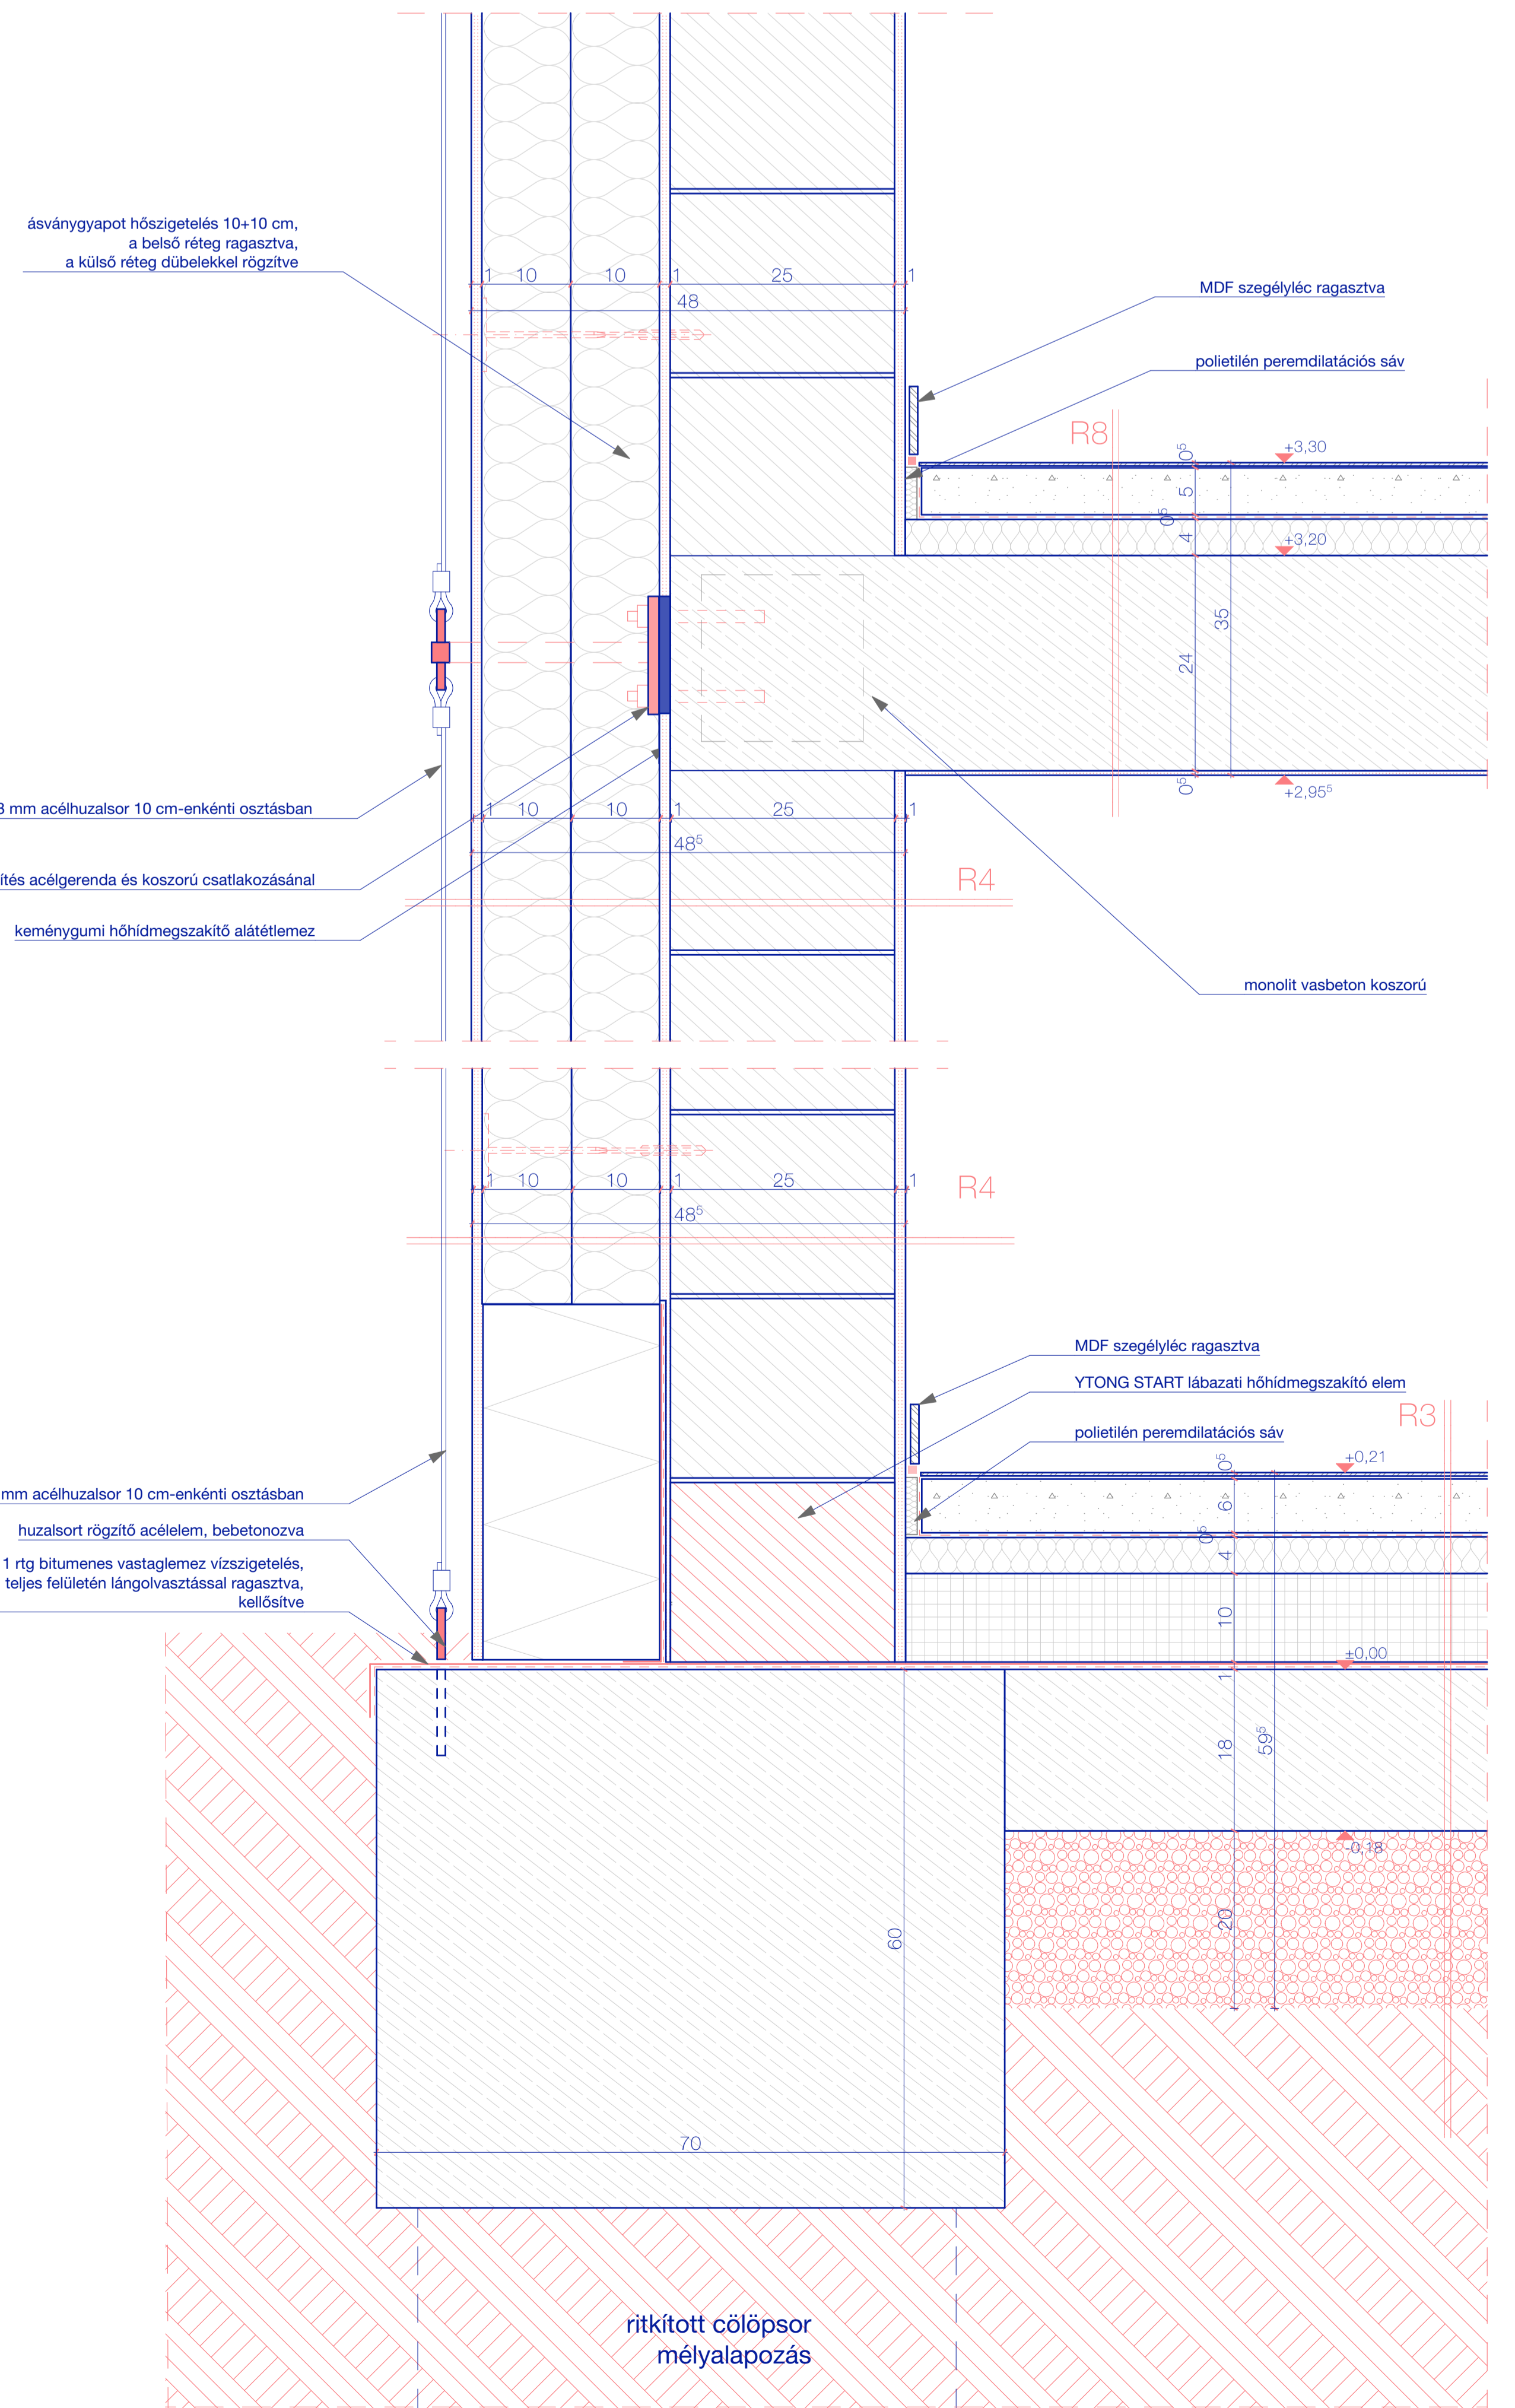 ásványgyapot hőszigetelés 10+10 cm,
a belső réteg ragasztva,
a külső réteg dübelekkel rögzítve
1 10 10 1 25 1
48
MDF szegélyléc ragasztva
polietilén peremdilatációs sáv
R8
+3,30
0⁵
5
0⁵
4
+3,20
35
24
0⁵
+2,95⁵
mm acélhuzalsor 10 cm-enkénti osztásban
1 10 10 1 25 1
48⁵
ítés acélgerenda és koszorú csatlakozásánál
R4
keménygumi hőhídmegszakító alátétlemez
monolit vasbeton koszorú
1 10 10 1 25 1
R4
48⁵
MDF szegélyléc ragasztva
YTONG START lábazati hőhídmegszakító elem
R3
polietilén peremdilatációs sáv
+0,21
0⁵
6
0⁵
4
10
±0,00
1
18
59⁵
-0,18
20
mm acélhuzalsor 10 cm-enkénti osztásban
huzalsort rögzítő acélelem, bebetonozva
1 rtg bitumenes vastaglemez vízszigetelés,
teljes felületén lángolvasztással ragasztva,
kellősítve
60
70
ritkított cölöpsor
mélyalapozás